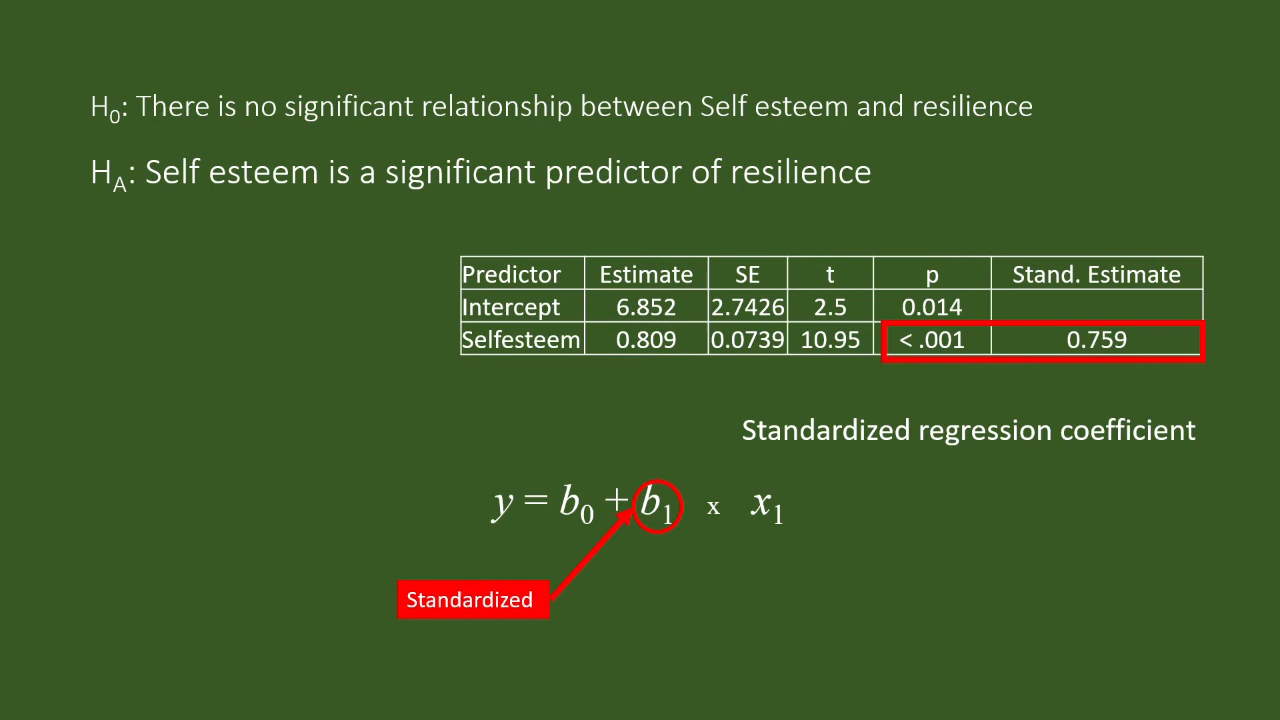 H0: There is no significant relationship between Self esteem and resilience
HA: Self esteem is a significant predictor of resilience
Predictor Estimate SE t p Stand. Estimate
Intercept 6.852 2.7426 2.5 0.014
Selfesteem 0.809 0.0739 10.95 < .001 0.759
Standardized regression coefficient
y = b0 + b1 x x1
Standardized